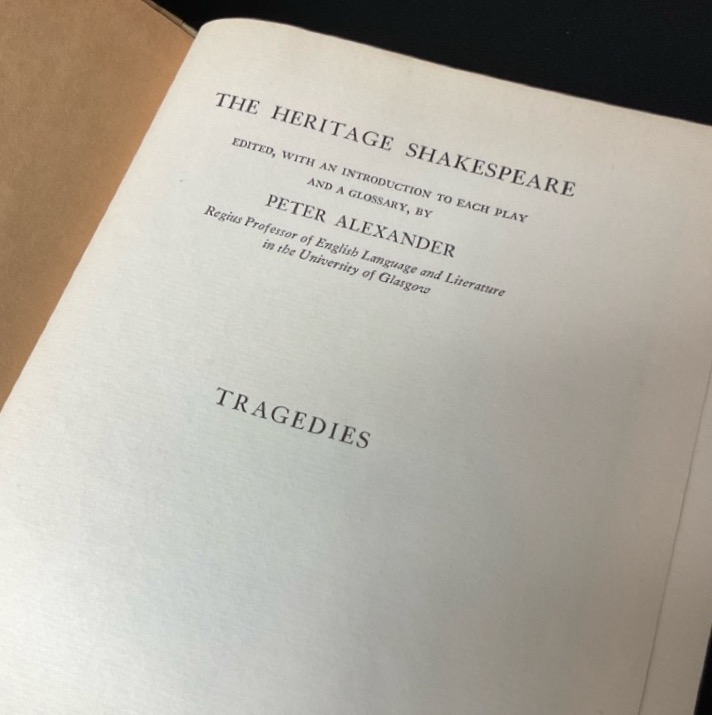 THE HERITAGE SHAKESPEARE
EDITED, WITH AN INTRODUCTION TO EACH PLAY
AND A GLOSSARY, BY
PETER ALEXANDER
Regius Professor of English Language and Literature
in the University of Glasgow
TRAGEDIES